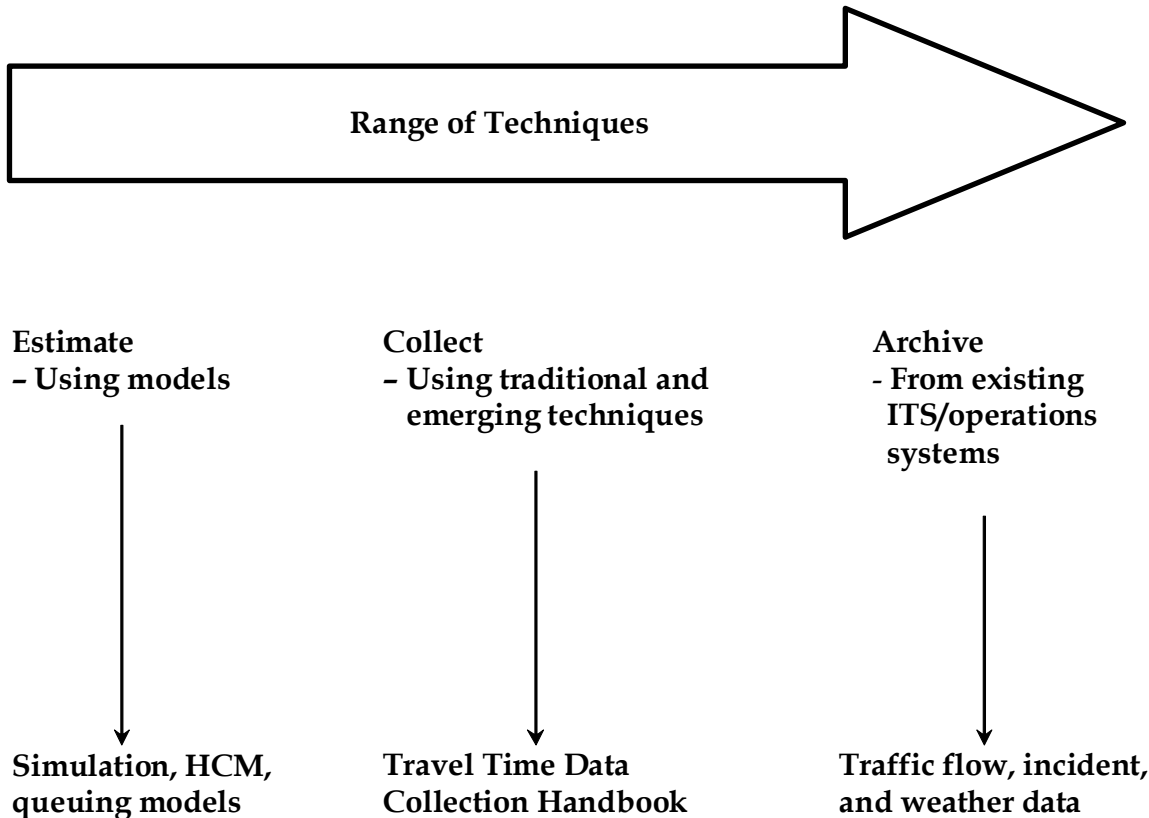 Range of Techniques
Estimate
– Using models
Collect
– Using traditional and
emerging techniques
Archive
- From existing
ITS/operations
systems
Simulation, HCM,
queuing models
Travel Time Data
Collection Handbook
Traffic flow, incident,
and weather data